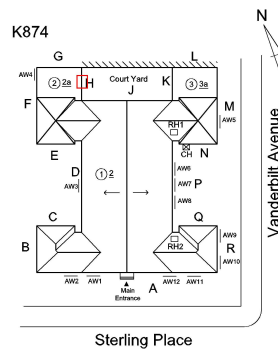 K874
N
G
L
AW4
② 2a
H
Court Yard
J
K
③ 3a
F
M
RH1
AW5
E
CH
N
D
AW3
① 2
AW6
AW7
P
AW8
C
Q
B
RH2
AW9
R
AW10
AW2
AW1
Main
Entrance
A
AW12
AW11
Vanderbilt Avenue
Sterling Place